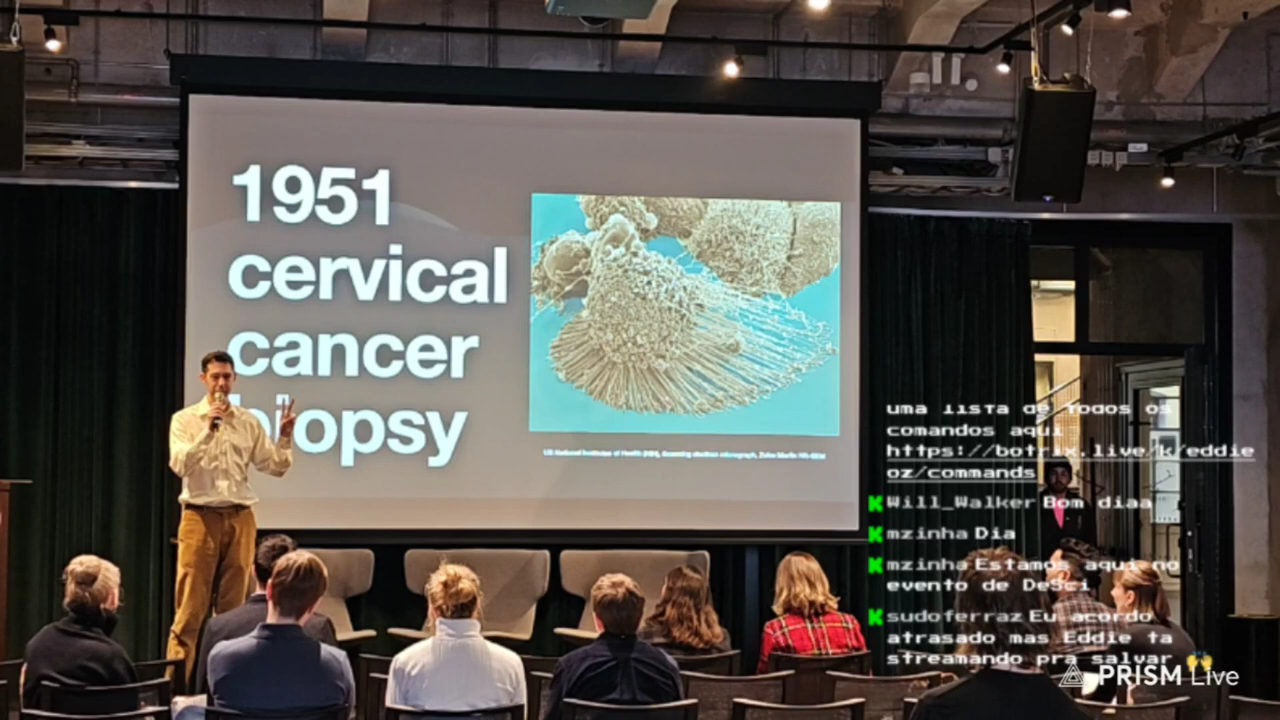 1951
cervical
cancer
biopsy
uma lista de todos os
comandos aqui
https://botrix.live/k/eddie
oz/commands
Will_Walker Bom diaa
mzinha Dia
mzinha Estamos aqui no
evento de DeSci
sudoferraz Eu acordo
atrasado mas Eddie ta
streamando pra salvar
PRISM Live